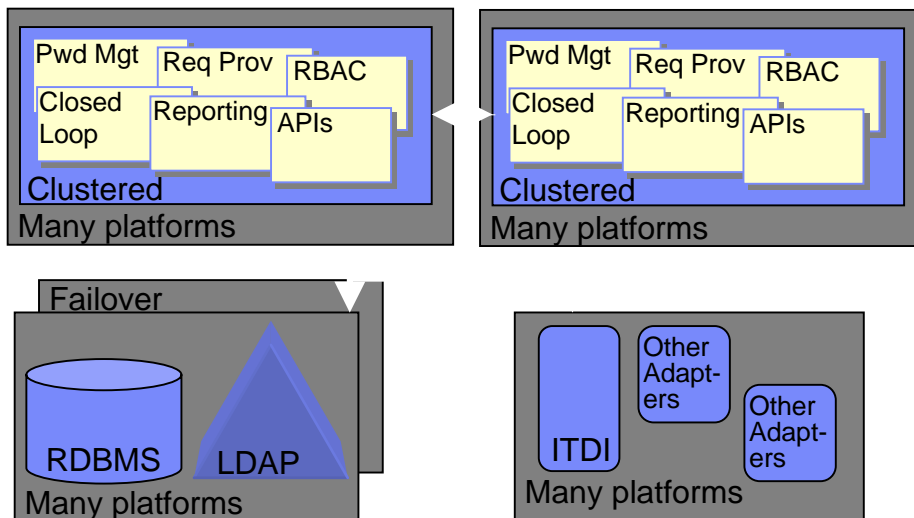 Pwd Mgt
Req Prov
RBAC
Closed
Loop
Reporting
APIs
Clustered
Many platforms
Pwd Mgt
Req Prov
RBAC
Closed
Loop
Reporting
APIs
Clustered
Many platforms
Failover
RDBMS
LDAP
Many platforms
ITDI
Other
Adapt-
ers
Other
Adapt-
ers
Many platforms